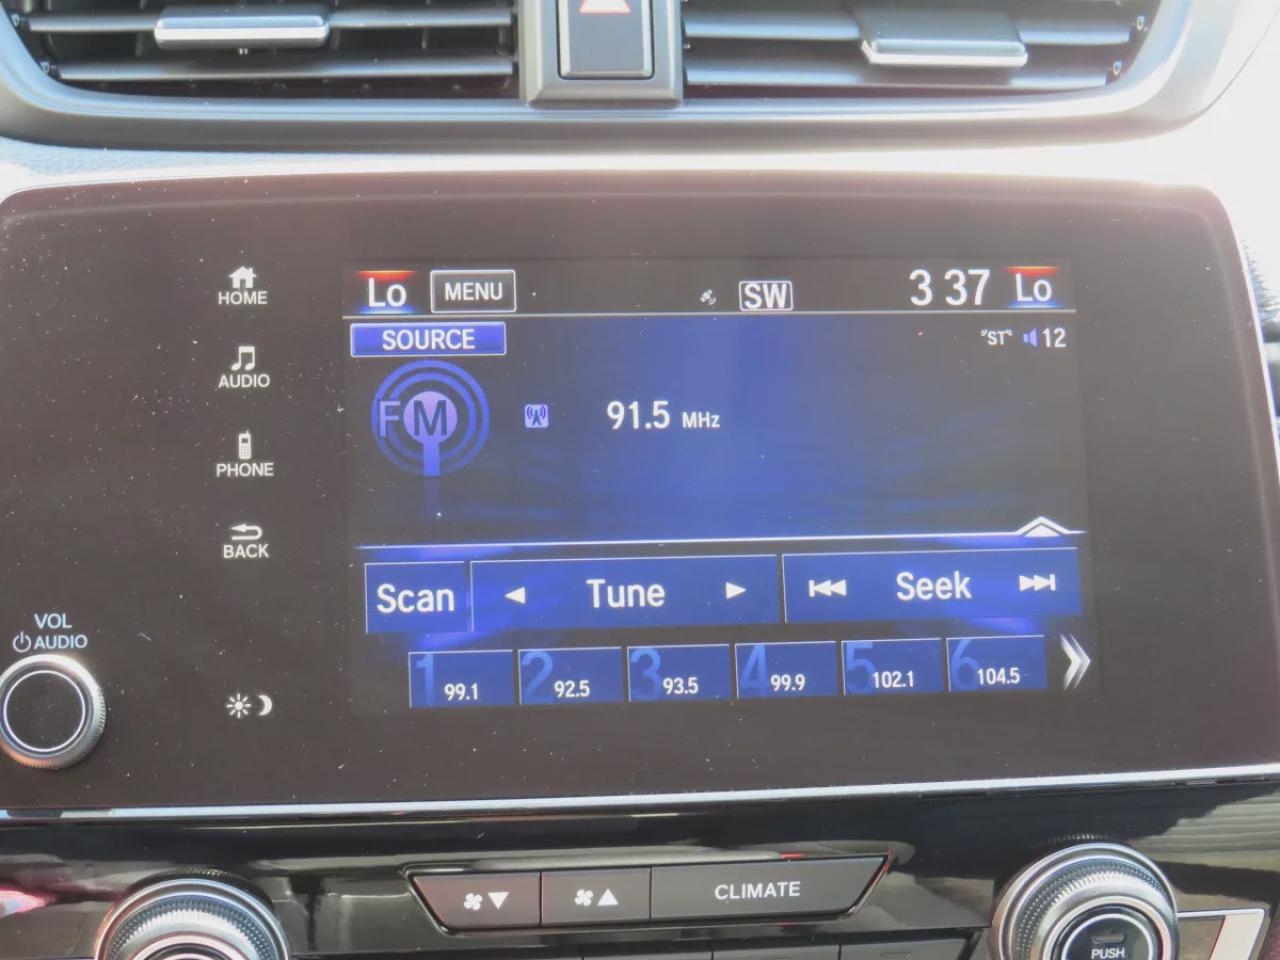 HOME
AUDIO
PHONE
BACK
VOL
AUDIO
Lo MENU SW 3 37 Lo
SOURCE "ST" 12
FM 91.5 MHz
Scan Tune Seek
1 99.1 2 92.5 3 93.5 4 99.9 5 102.1 6 104.5
CLIMATE
PUSH